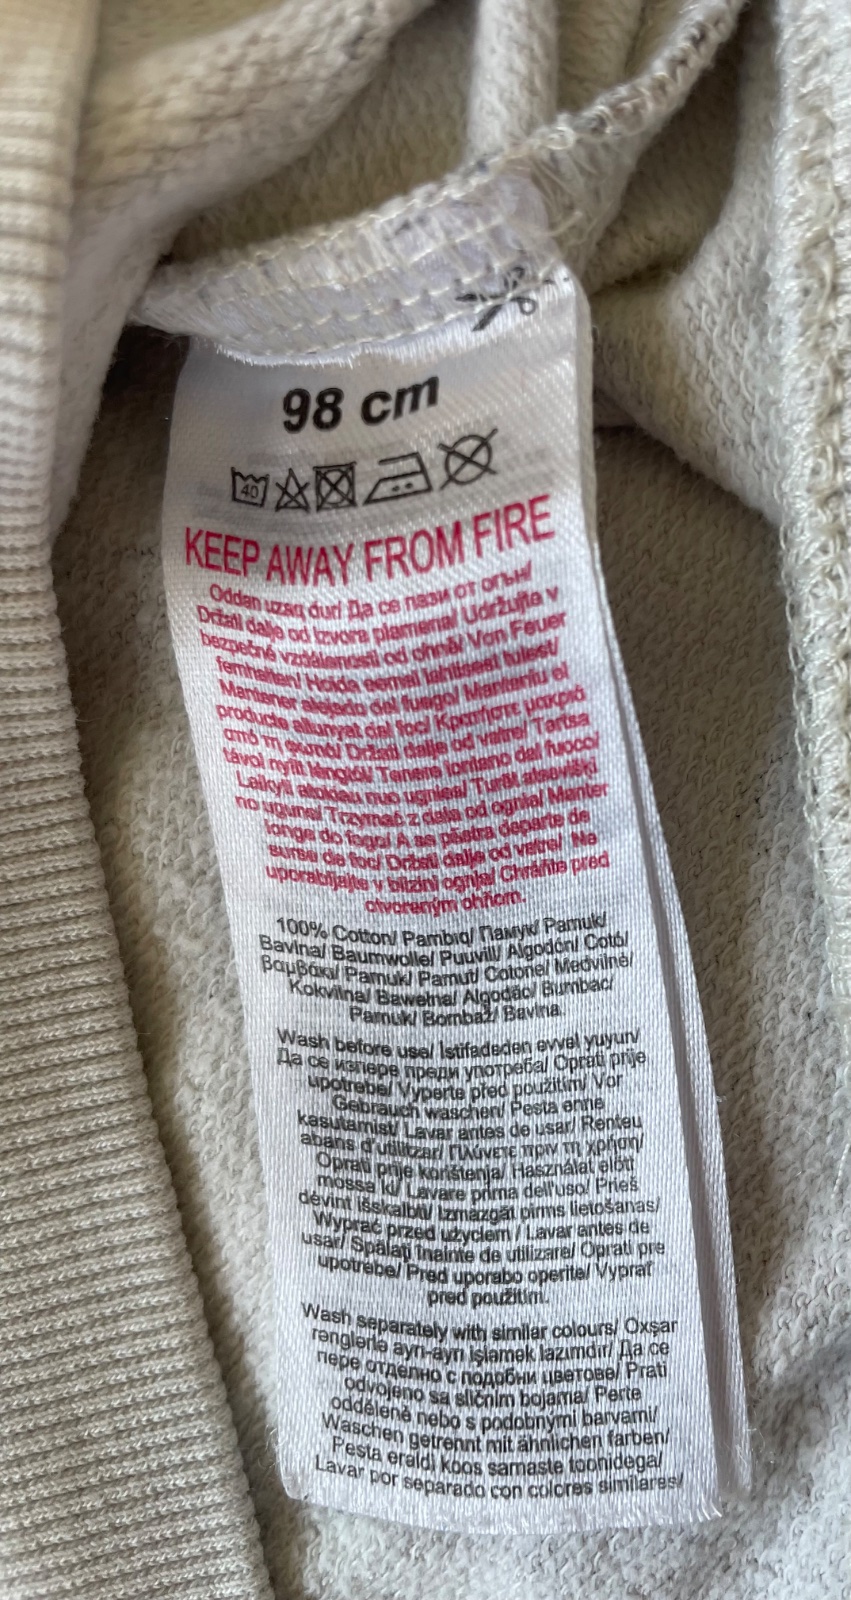 98 cm
40
KEEP AWAY FROM FIRE
Oddan uzaq dur/ Да се пази от огън/
Držati dalje od izvora plamena/ Udržujte v
bezpečné vzdálenosti od ohně/ Von Feuer
fernhalten/ Hoida eemal lahtisest tulest/
Mantener alejado del fuego/ Manteniu el
producte allunyat del foc/ Κρατήστε μακριά
από τη φωτιά/ Držati dalje od vatre/ Tartsa
távol nyílt lángtól/ Tenere lontano dal fuoco/
Laikyti atokiau nuo ugnies/ Turēt atsevišķi
no uguns/ Trzymać z dala od ognia/ Manter
longe do fogo/ A se păstra departe de
surse de foc/ Držati dalje od vatre/ Ne
uporabljajte v bližini ognja/ Chráňte pred
otvoreným ohňom.
100% Cotton/ Pambıq/ Памук/ Pamuk/
Bavlna/ Baumwolle/ Puuvill/ Algodón/ Cotó/
Βαμβάκι/ Pamuk/ Pamut/ Cotone/ Medvilnė/
Kokvilna/ Bawełna/ Algodão/ Bumbac/
Pamuk/ Bombaž/ Bavlna.
Wash before use/ İstifadədən əvvəl yuyun/
Да се изпере преди употреба/ Oprati prije
upotrebe/ Vyperte před použitím/ Vor
Gebrauch waschen/ Pesta enne
kasutamist/ Lavar antes de usar/ Renteu
abans d'utilitzar/ Πλύνετε πριν τη χρήση/
Oprati prije korištenja/ Használat előtt
mossa ki/ Lavare prima dell'uso/ Prieš
dėvint išskalbti/ Izmazgāt pirms lietošanas/
Wyprać przed użyciem / Lavar antes de
usar/ Spălați înainte de utilizare/ Oprati pre
upotrebe/ Pred uporabo operite/ Vyprať
pred použitím.
Wash separately with similar colours/ Oxşar
rənglərlə ayrı-ayrı işləmək lazımdır/ Да се
пере отделно с подобни цветове/ Prati
odvojeno sa sličnim bojama/ Perte
odděleně nebo s podobnými barvami/
Waschen getrennt mit ähnlichen farben/
Pesta eraldi koos samaste toonidega/
Lavar por separado con colores similares/